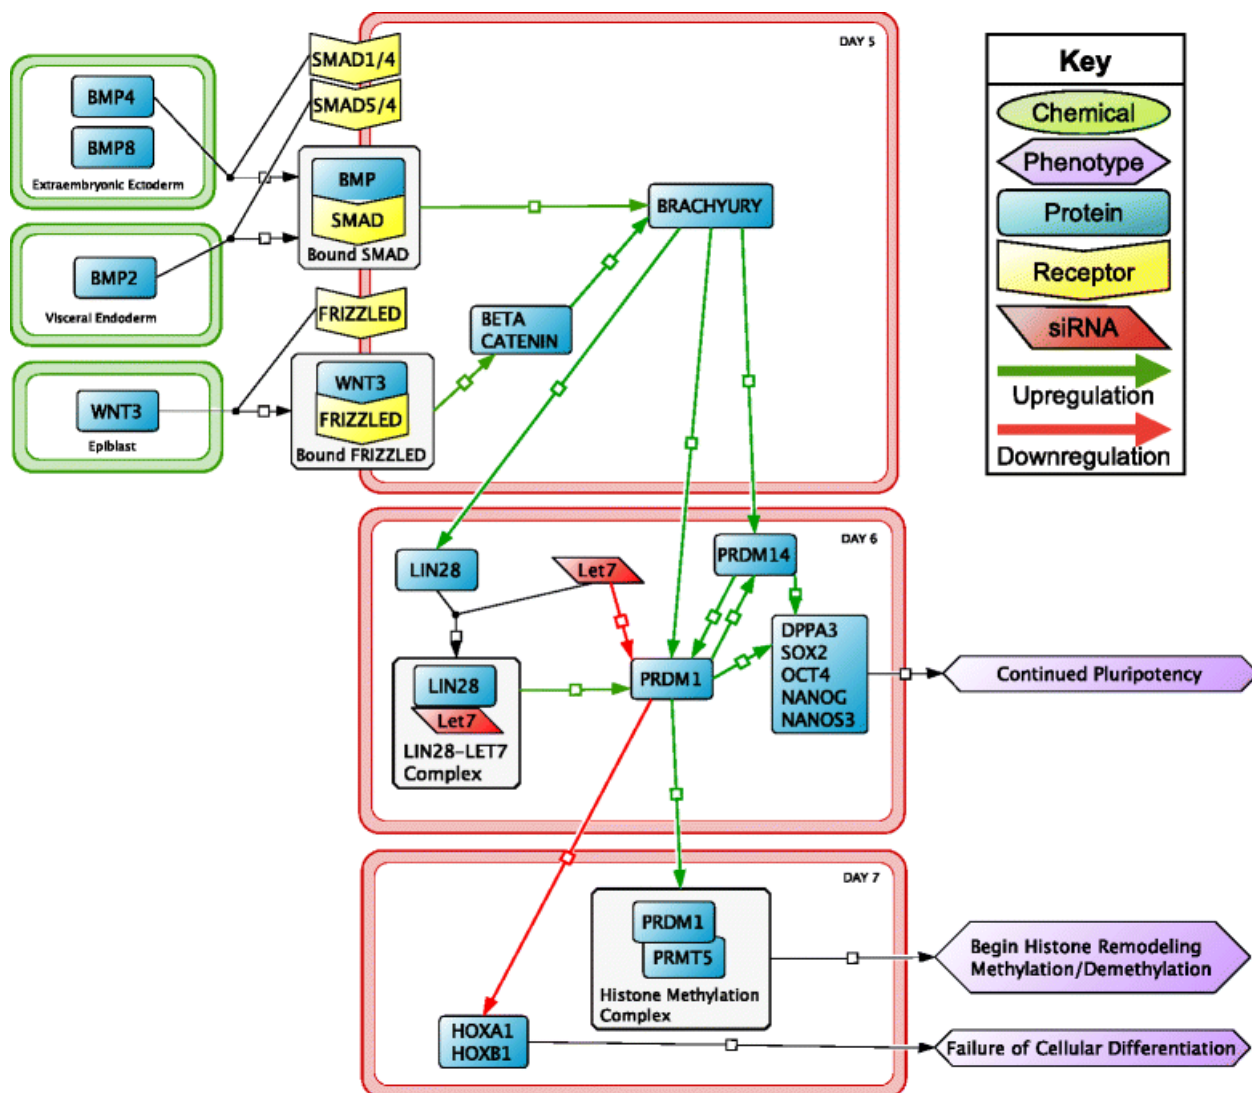 DAY 5
SMAD1/4
SMAD5/4
BMP4
BMP8
Extraembryonic Ectoderm
BMP
SMAD
Bound SMAD
BRACHYURY
BMP2
Visceral Endoderm
FRIZZLED
BETA
CATENIN
WNT3
FRIZZLED
Bound FRIZZLED
WNT3
Epiblast
Key
Chemical
Phenotype
Protein
Receptor
siRNA
Upregulation
Downregulation
DAY 6
LIN28
Let7
PRDM14
DPPA3
SOX2
OCT4
NANOG
NANOS3
PRDM1
LIN28
Let7
LIN28-LET7
Complex
Continued Pluripotency
DAY 7
PRDM1
PRMT5
Histone Methylation
Complex
Begin Histone Remodeling
Methylation/Demethylation
HOXA1
HOXB1
Failure of Cellular Differentiation